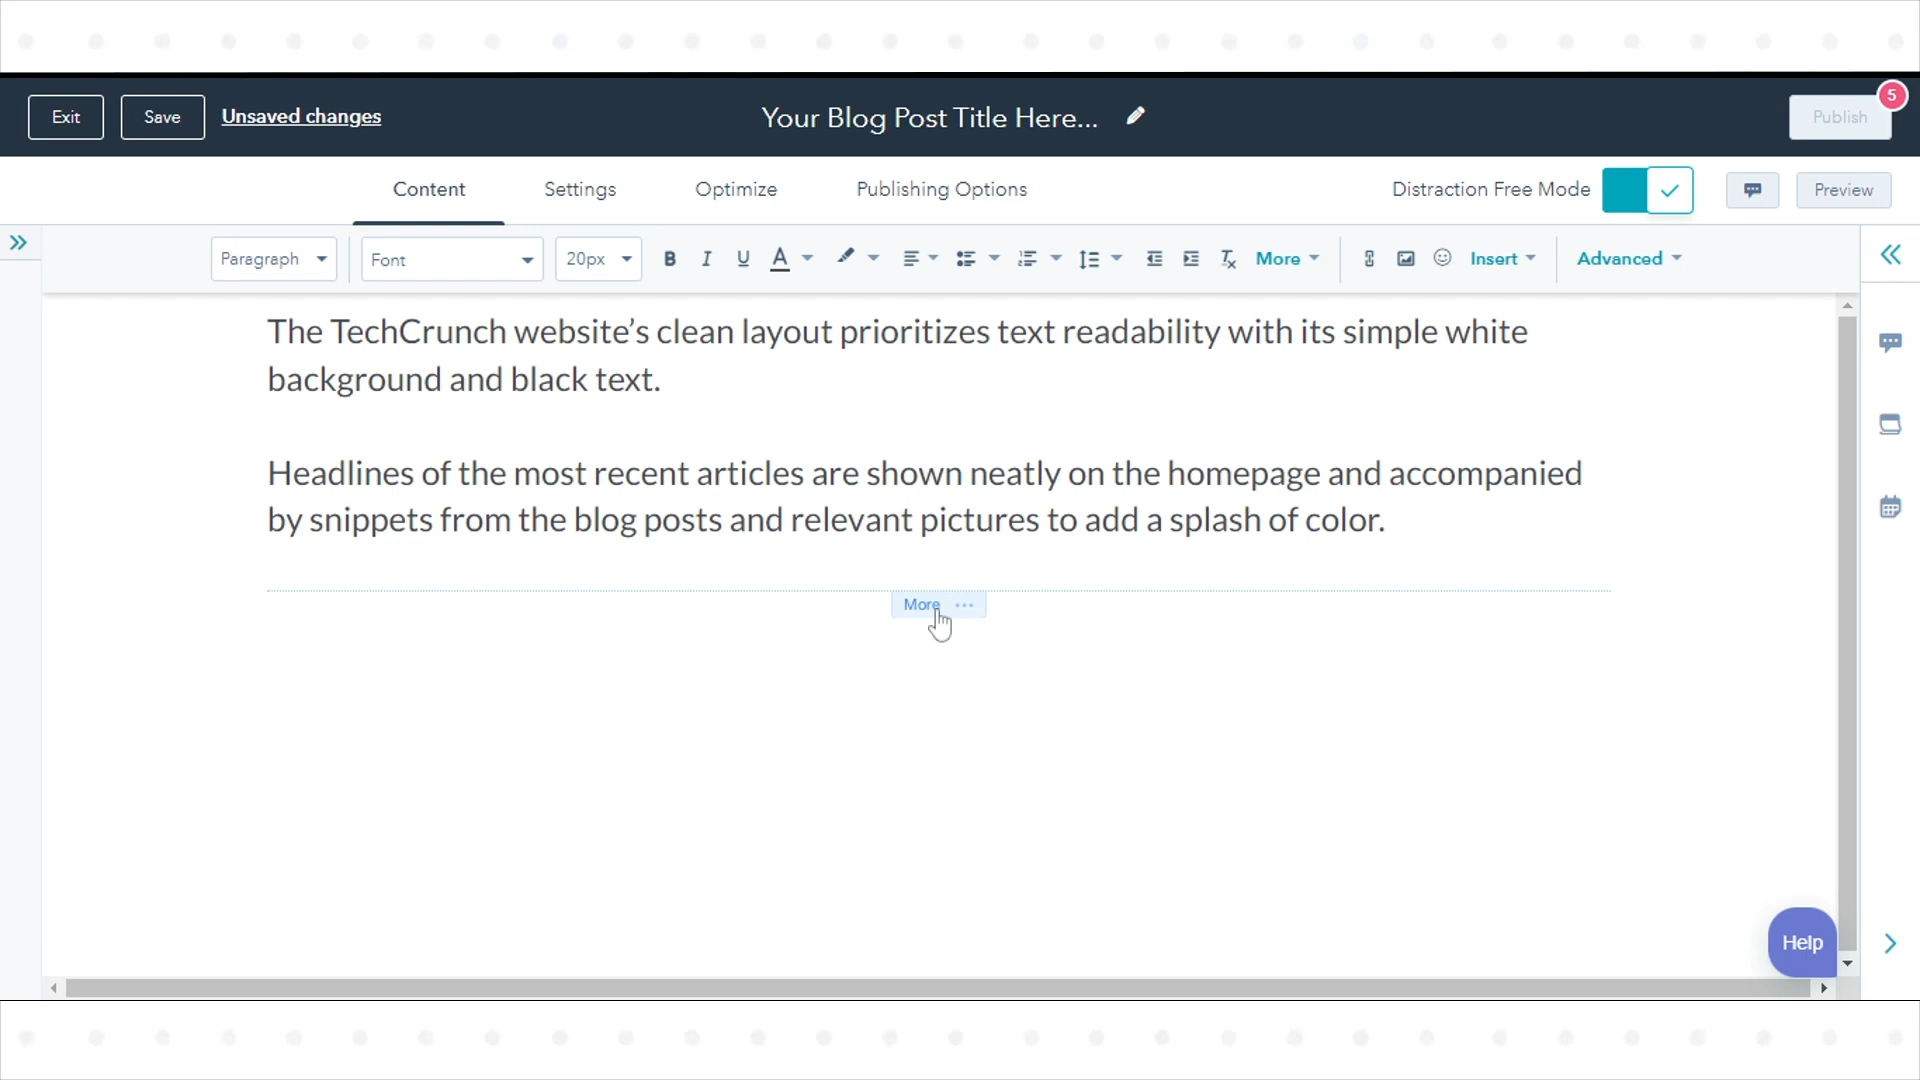 5
Exit
Save
Unsaved changes
Your Blog Post Title Here...
Publish
Content
Settings
Optimize
Publishing Options
Distraction Free Mode
Preview
Paragraph
Font
20px
B
I
U
A
More
Insert
Advanced
The TechCrunch website’s clean layout prioritizes text readability with its simple white
background and black text.
Headlines of the most recent articles are shown neatly on the homepage and accompanied
by snippets from the blog posts and relevant pictures to add a splash of color.
More
Help